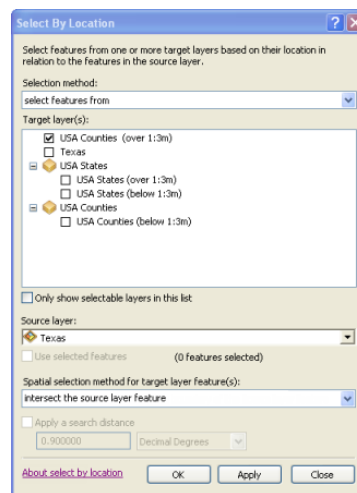 Select By Location
Select features from one or more target layers based on their location in
relation to the features in the source layer.
Selection method:
select features from
Target layer(s):
USA Counties (over 1:3m)
Texas
USA States
USA States (over 1:3m)
USA States (below 1:3m)
USA Counties
USA Counties (below 1:3m)
Only show selectable layers in this list
Source layer:
Texas
Use selected features (0 features selected)
Spatial selection method for target layer feature(s):
intersect the source layer feature
Apply a search distance
0.900000 Decimal Degrees
About select by location OK Apply Close